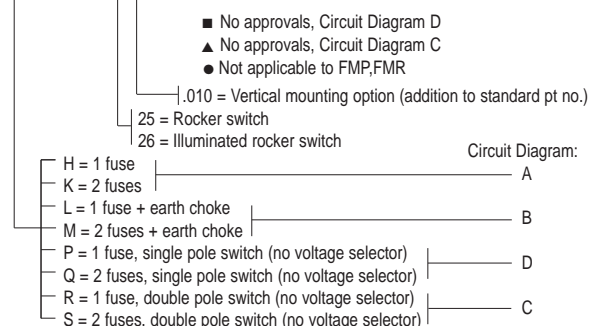 ■ No approvals, Circuit Diagram D
▲ No approvals, Circuit Diagram C
● Not applicable to FMP,FMR
.010 = Vertical mounting option (addition to standard pt no.)
25 = Rocker switch
26 = Illuminated rocker switch
Circuit Diagram:
H = 1 fuse
K = 2 fuses
A
L = 1 fuse + earth choke
M = 2 fuses + earth choke
B
P = 1 fuse, single pole switch (no voltage selector)
Q = 2 fuses, single pole switch (no voltage selector)
D
R = 1 fuse, double pole switch (no voltage selector)
S = 2 fuses, double pole switch (no voltage selector)
C